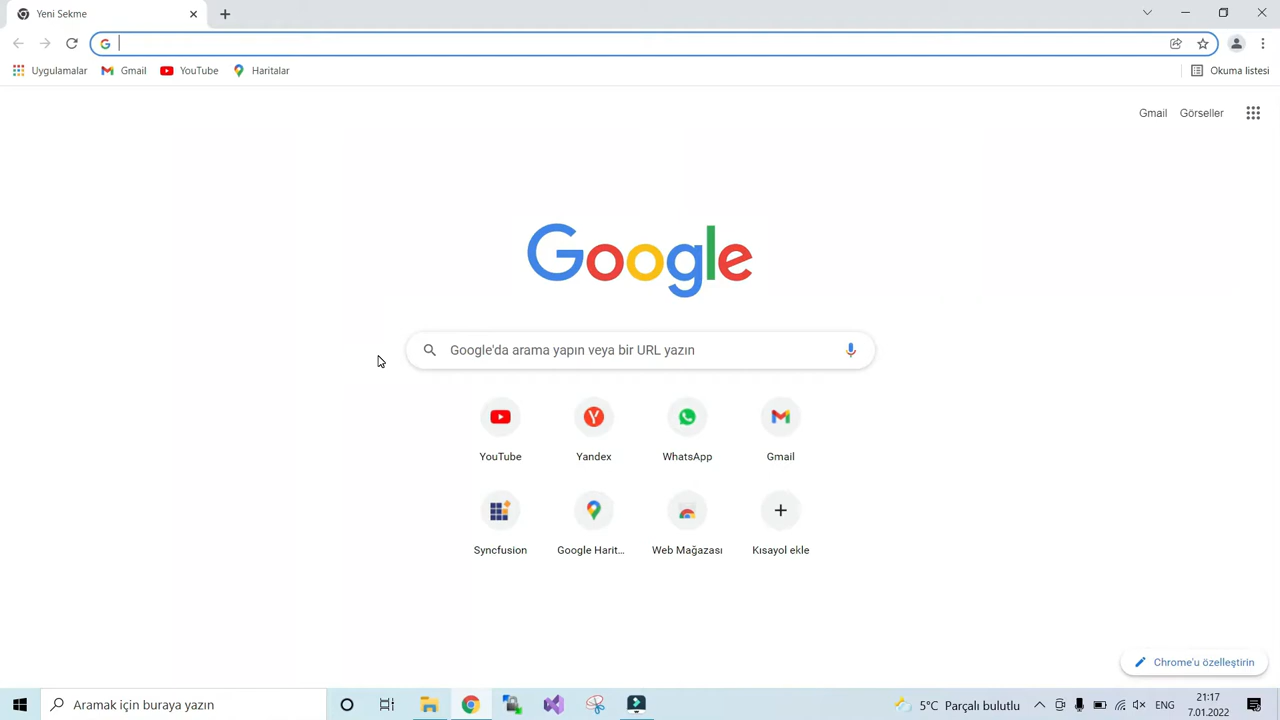 Yeni Sekme
Uygulamalar Gmail YouTube Haritalar Okuma listesi
Gmail Görseller
Google
Google'da arama yapın veya bir URL yazın
YouTube Yandex WhatsApp Gmail
Syncfusion Google Harit... Web Mağazası Kısayol ekle
Chrome'u özelleştirin
Aramak için buraya yazın 5°C Parçalı bulutlu ENG 21:17
7.01.2022